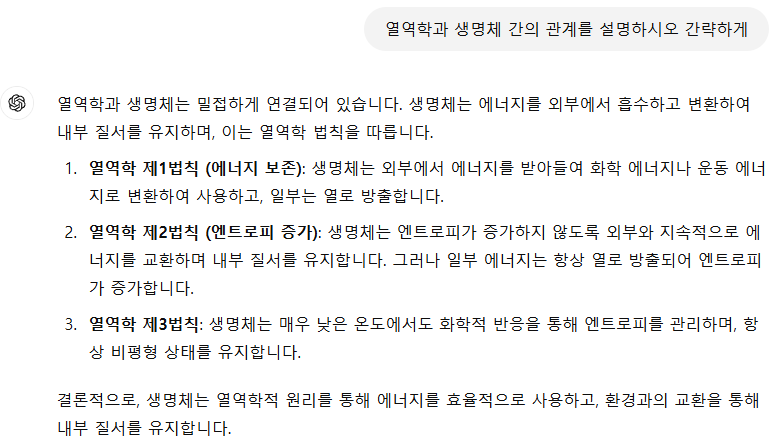 열역학과 생명체 간의 관계를 설명하시오 간략하게
열역학과 생명체는 밀접하게 연결되어 있습니다. 생명체는 에너지를 외부에서 흡수하고 변환하여
내부 질서를 유지하며, 이는 열역학 법칙을 따릅니다.
1. 열역학 제1법칙 (에너지 보존): 생명체는 외부에서 에너지를 받아들여 화학 에너지나 운동 에너
지로 변환하여 사용하고, 일부는 열로 방출합니다.
2. 열역학 제2법칙 (엔트로피 증가): 생명체는 엔트로피가 증가하지 않도록 외부와 지속적으로 에
너지를 교환하며 내부 질서를 유지합니다. 그러나 일부 에너지는 항상 열로 방출되어 엔트로피
가 증가합니다.
3. 열역학 제3법칙: 생명체는 매우 낮은 온도에서도 화학적 반응을 통해 엔트로피를 관리하며, 항
상 비평형 상태를 유지합니다.
결론적으로, 생명체는 열역학적 원리를 통해 에너지를 효율적으로 사용하고, 환경과의 교환을 통해
내부 질서를 유지합니다.